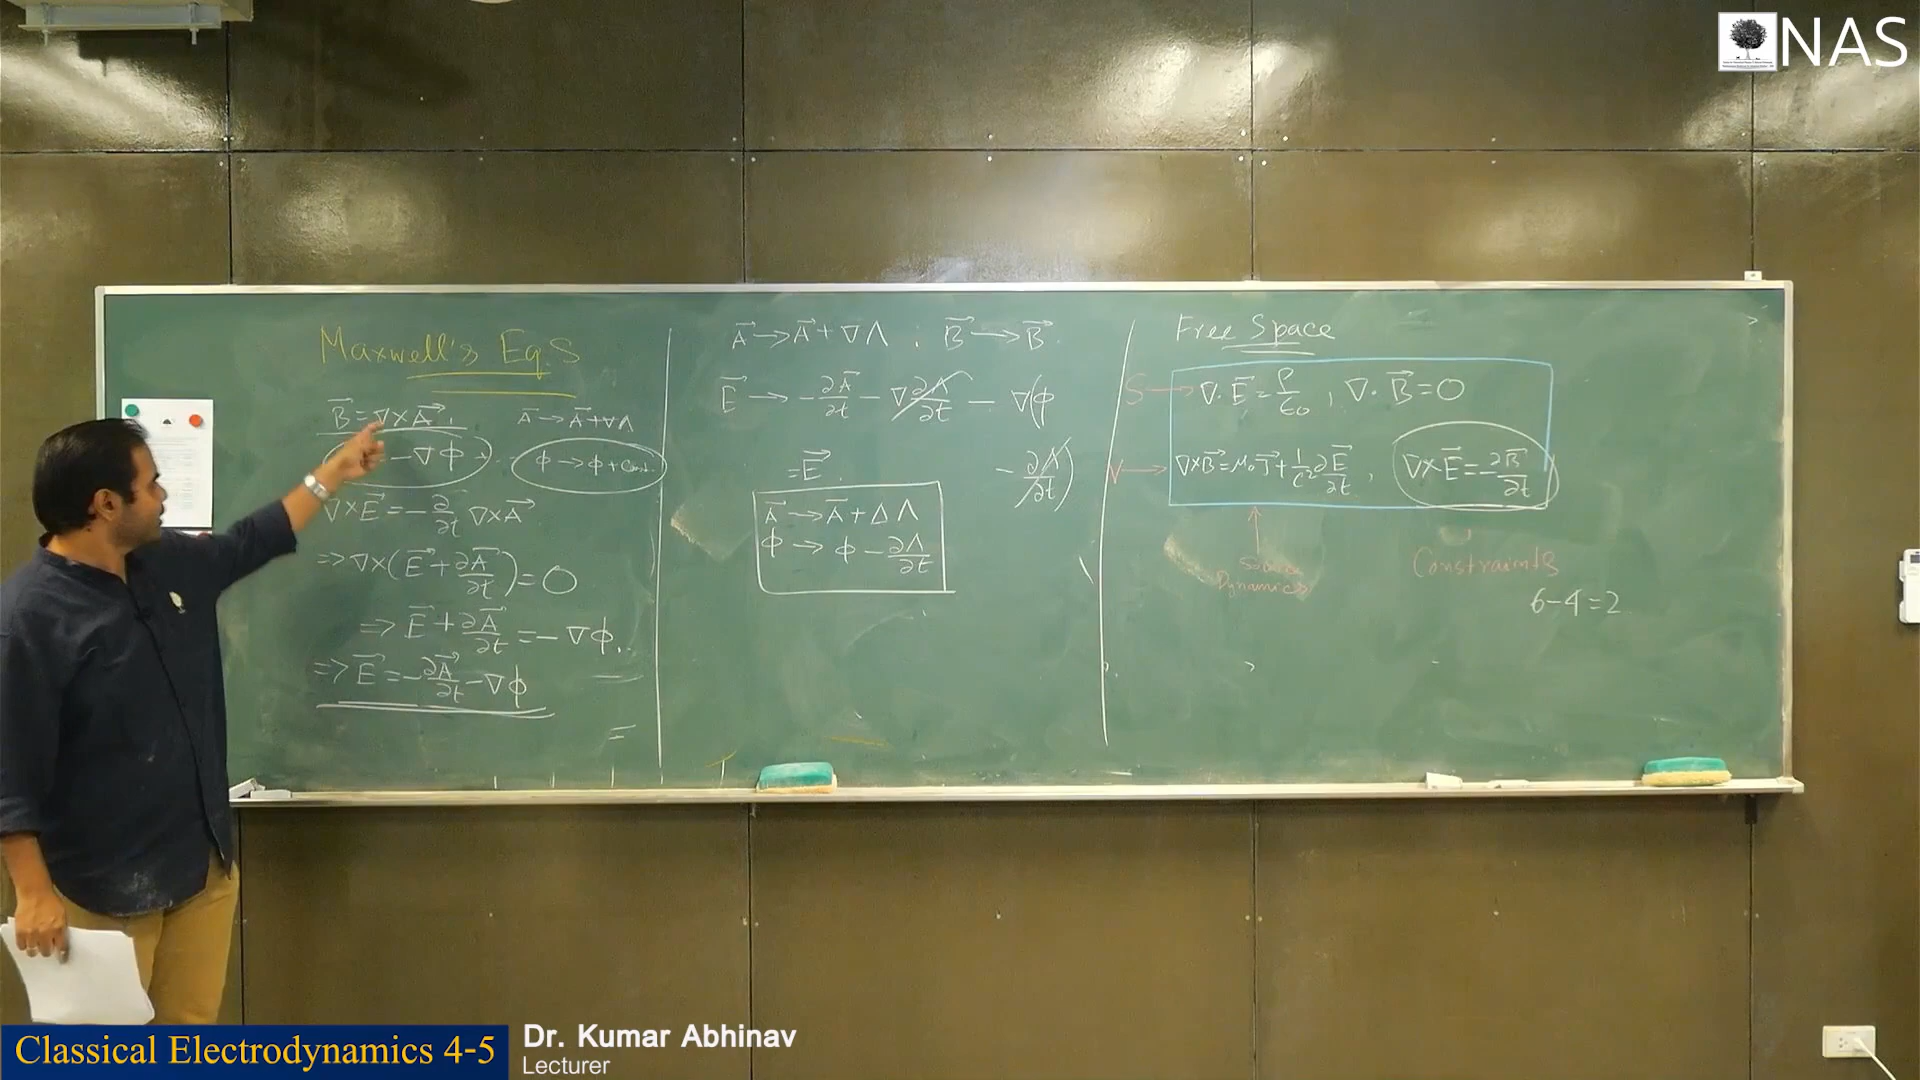 NAS
Maxwell's Eq.s
B⃗ = ∇×A⃗, A⃗ → A⃗+∇Λ
-∇ϕ ϕ → ϕ + Const.
∇×E⃗ = -∂/∂t ∇×A⃗
⇒ ∇×(E⃗ + ∂A⃗/∂t) = 0
⇒ E⃗ + ∂A⃗/∂t = -∇ϕ.
⇒ E⃗ = -∂A⃗/∂t - ∇ϕ
A⃗ → A⃗ + ∇Λ ; B⃗ → B⃗.
E⃗ → -∂A⃗/∂t - ∇∂Λ/∂t - ∇(ϕ
- ∂Λ/∂t)
= E⃗.
A⃗ → A⃗ + ΔΛ
ϕ → ϕ - ∂Λ/∂t
Free Space
S → ∇·E⃗ = ρ/ε₀, ∇·B⃗ = 0
V → ∇×B⃗ = μ₀J⃗ + 1/c² ∂E⃗/∂t, ∇×E⃗ = -∂B⃗/∂t
Dynamics
Constraints
6-4=2
Classical Electrodynamics 4-5
Dr. Kumar Abhinav
Lecturer